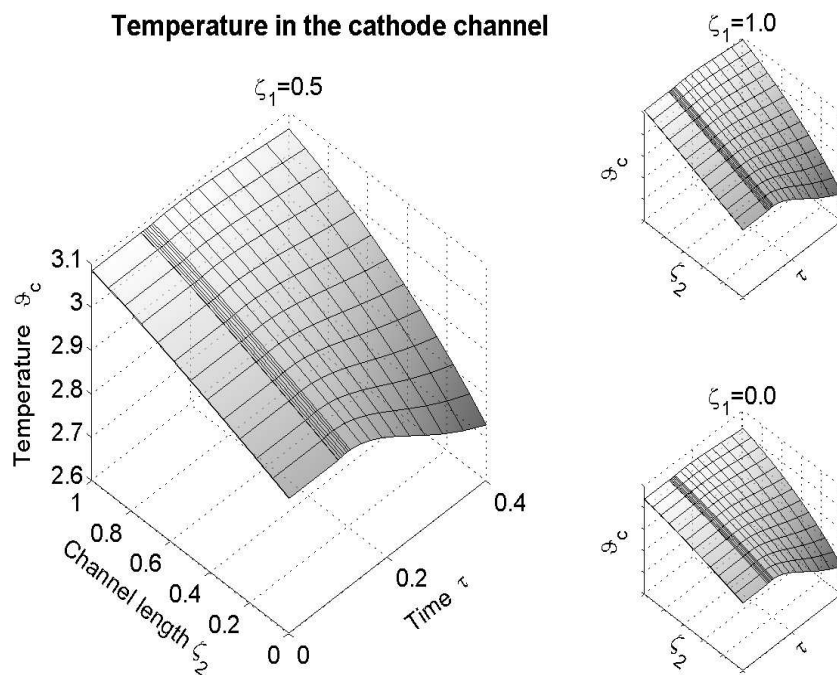 Temperature in the cathode channel
ζ₁=0.5
3.1
3
2.9
2.8
2.7
2.6
Temperature ϑc
1
0.8
0.6
0.4
0.2
0
Channel length ζ₂
0
0.2
0.4
Time τ
ζ₁=1.0
ϑc
ζ₂
τ
ζ₁=0.0
ϑc
ζ₂
τ